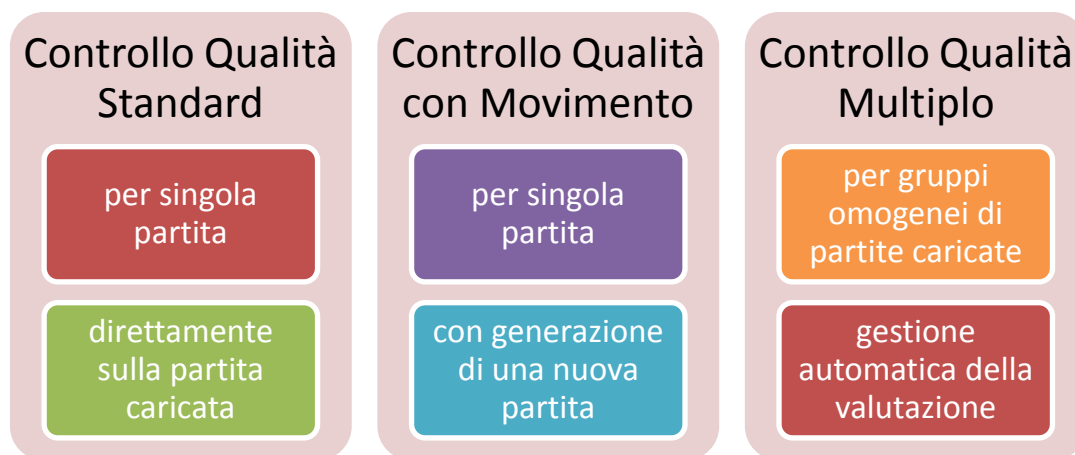 Controllo Qualità
Standard
per singola
partita
direttamente
sulla partita
caricata
Controllo Qualità
con Movimento
per singola
partita
con generazione
di una nuova
partita
Controllo Qualità
Multiplo
per gruppi
omogenei di
partite caricate
gestione
automatica della
valutazione